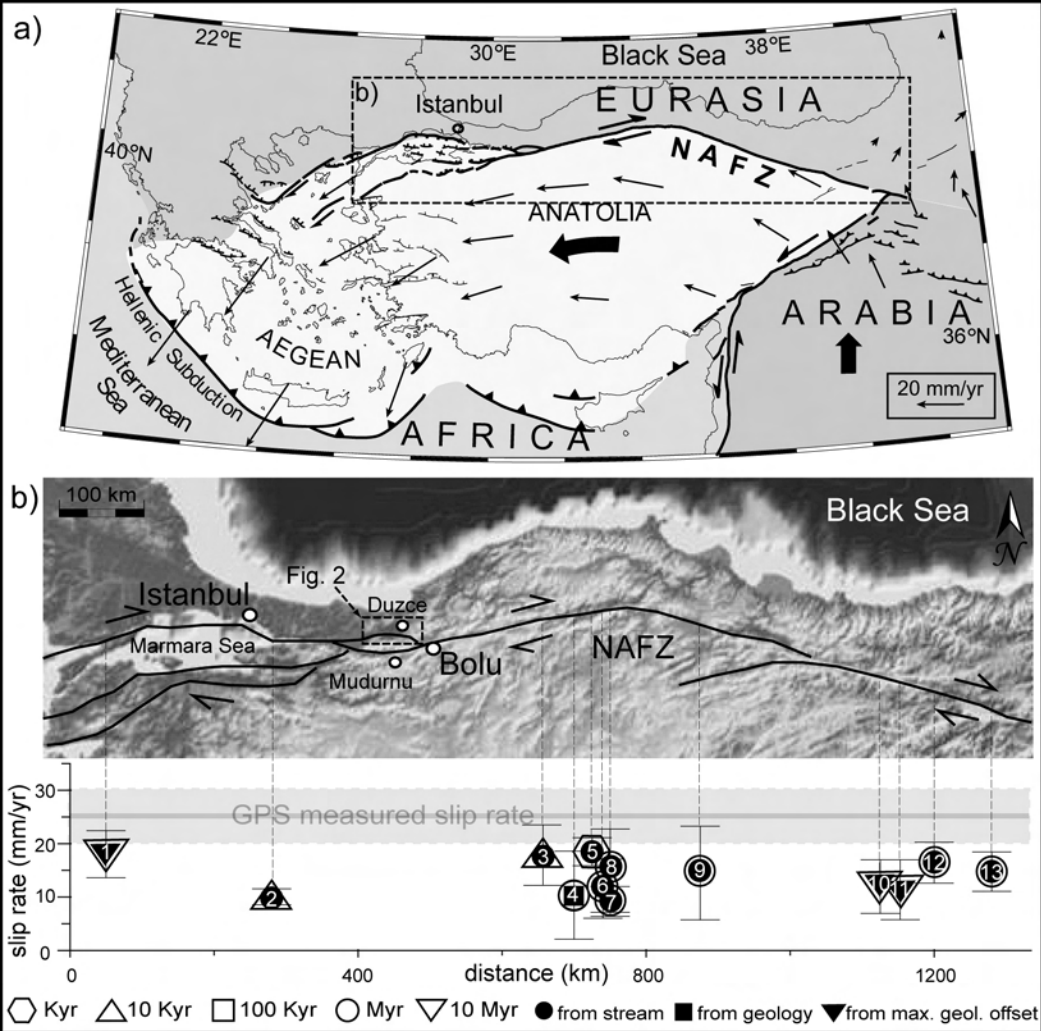 a)
22°E
30°E
38°E
Black Sea
b)
Istanbul
EURASIA
40°N
NAFZ
ANATOLIA
ARABIA
36°N
Hellenic Subduction
Mediterranean
Sea
AEGEAN
AFRICA
20 mm/yr
b)
100 km
Black Sea
N
Fig. 2
Istanbul
Duzce
Marmara Sea
Bolu
NAFZ
Mudurnu
slip rate (mm/yr)
30
20
10
0
GPS measured slip rate
1
2
3
4
5
6
7
8
9
10
11
12
13
0
400
800
1200
distance (km)
Kyr
10 Kyr
100 Kyr
Myr
10 Myr
from stream
from geology
from max. geol. offset